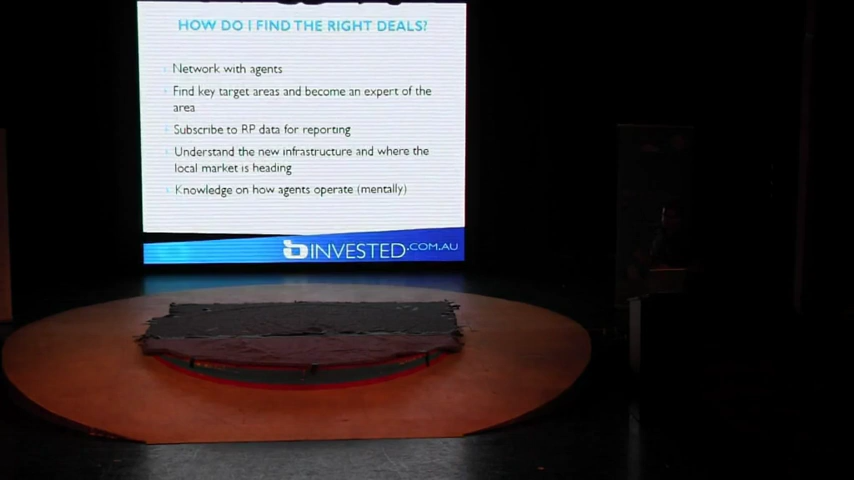 HOW DO I FIND THE RIGHT DEALS?
Network with agents
Find key target areas and become an expert of the
area
Subscribe to RP data for reporting
Understand the new infrastructure and where the
local market is heading
Knowledge on how agents operate (mentally)
bINVESTED.COM.AU